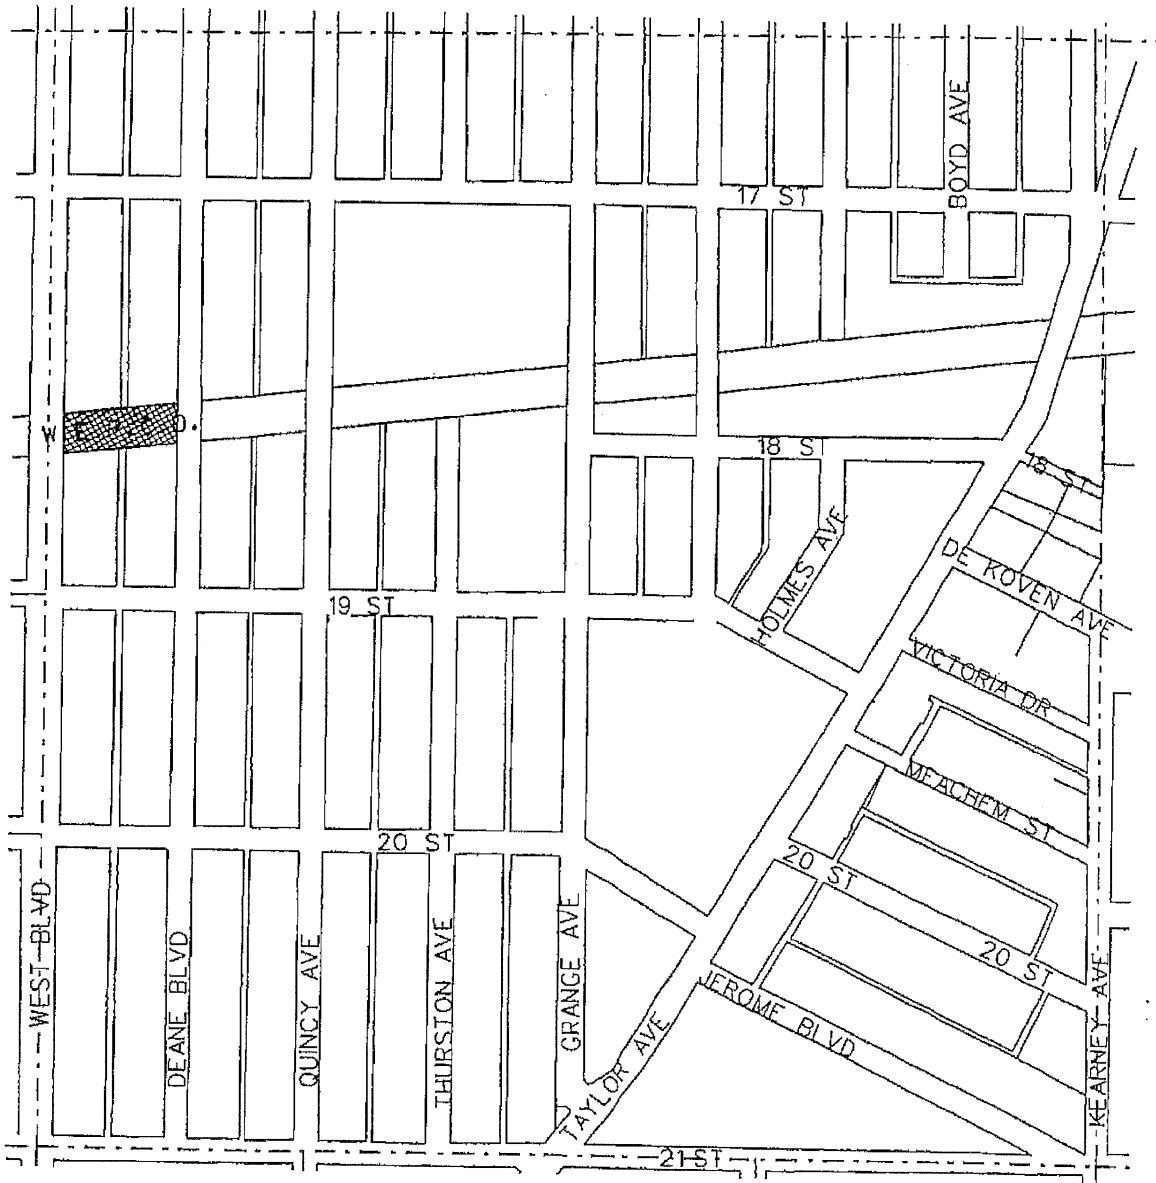 BOYD AVE
17 ST
18 ST
18 ST
HOLMES AVE
DE KOVEN AVE
19 ST
VICTORIA DR
MEACHEM ST
20 ST
20 ST
20 ST
WEST BLVD
DEANE BLVD
QUINCY AVE
THURSTON AVE
GRANGE AVE
TAYLOR AVE
JEROME BLVD
KEARNEY AVE
21 ST